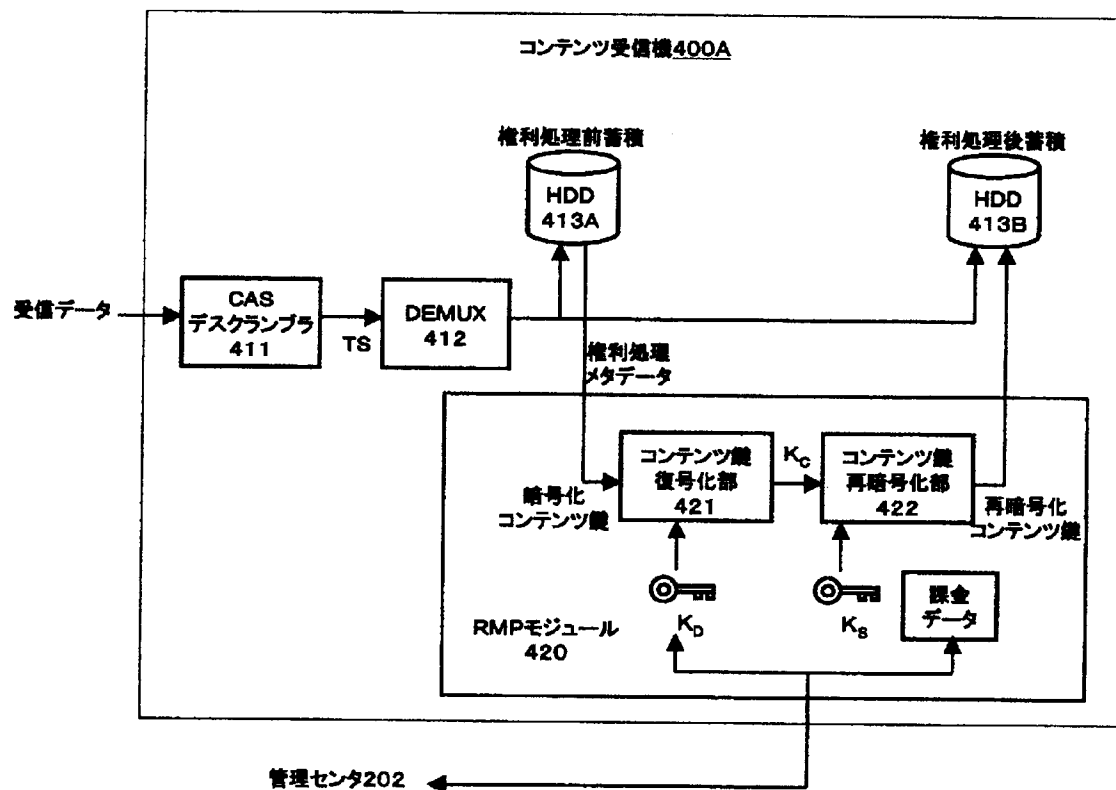 コンテンツ受信機400A
権利処理前蓄積
HDD
413A
権利処理後蓄積
HDD
413B
受信データ
CAS
デスクランブラ
411
TS
DEMUX
412
権利処理
メタデータ
暗号化
コンテンツ鍵
コンテンツ鍵
復号化部
421
KC
コンテンツ鍵
再暗号化部
422
再暗号化
コンテンツ鍵
KD
KS
課金
データ
RMPモジュール
420
管理センタ202